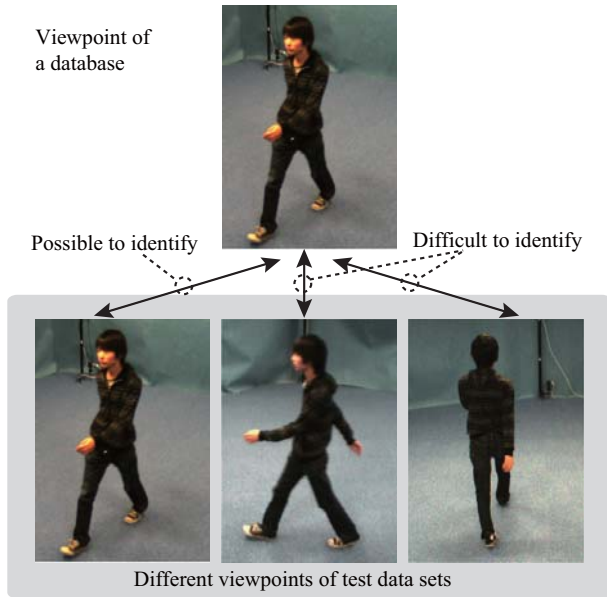 Viewpoint of
a database
Possible to identify
Difficult to identify
Different viewpoints of test data sets